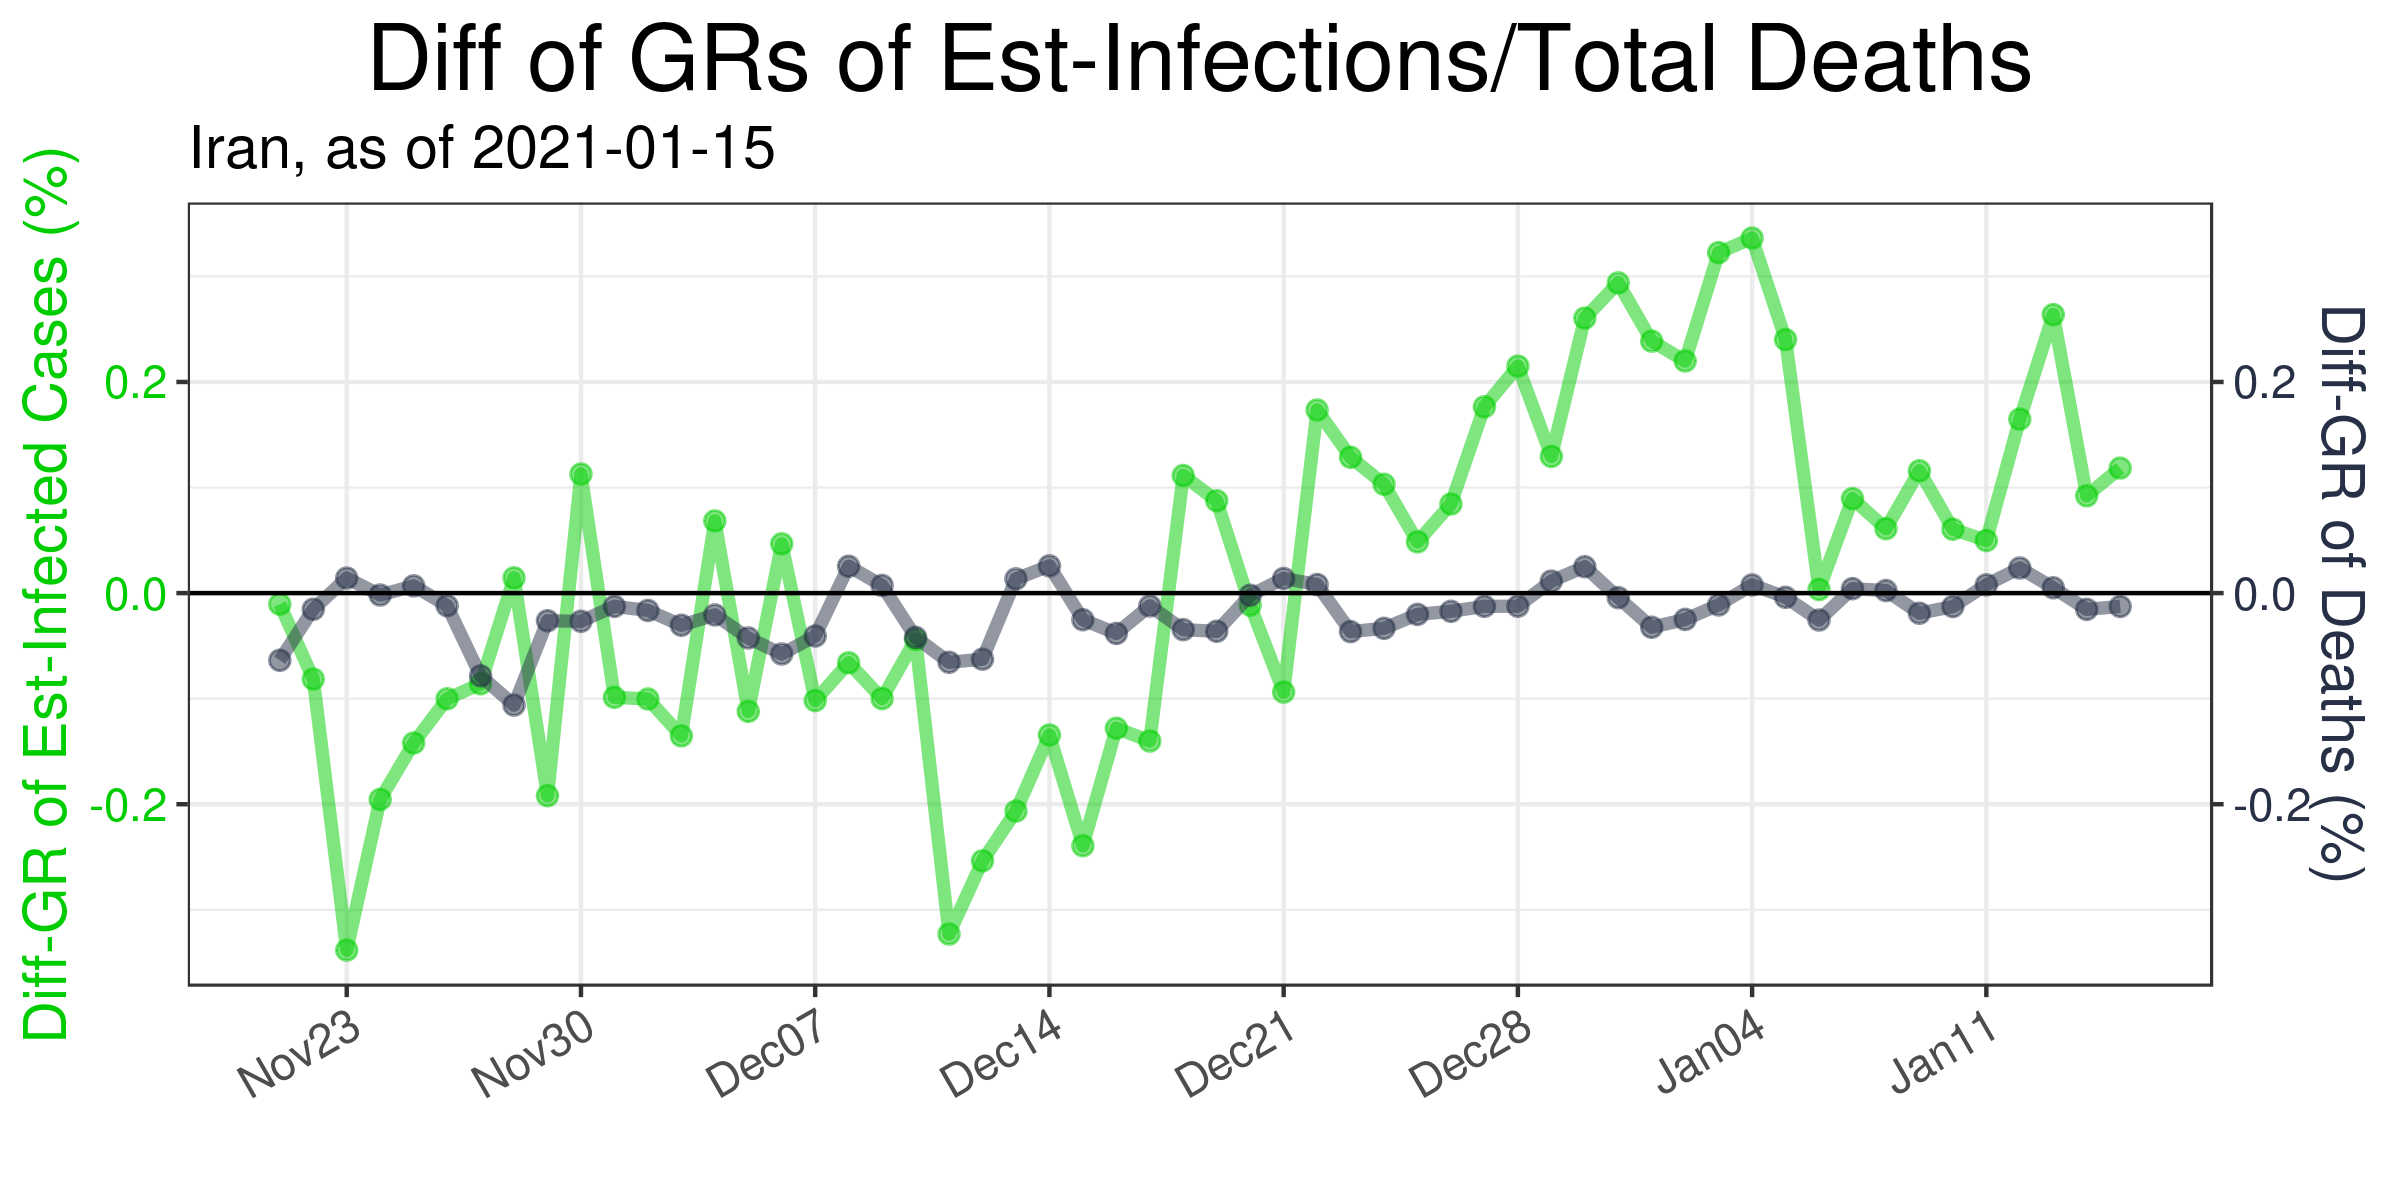 Diff of GRs of Est-Infections/Total Deaths
Iran, as of 2021-01-15
Diff-GR of Est-Infected Cases (%)
0.2
0.0
-0.2
0.2
0.0
-0.2
Diff-GR of Deaths (%)
Nov23
Nov30
Dec07
Dec14
Dec21
Dec28
Jan04
Jan11